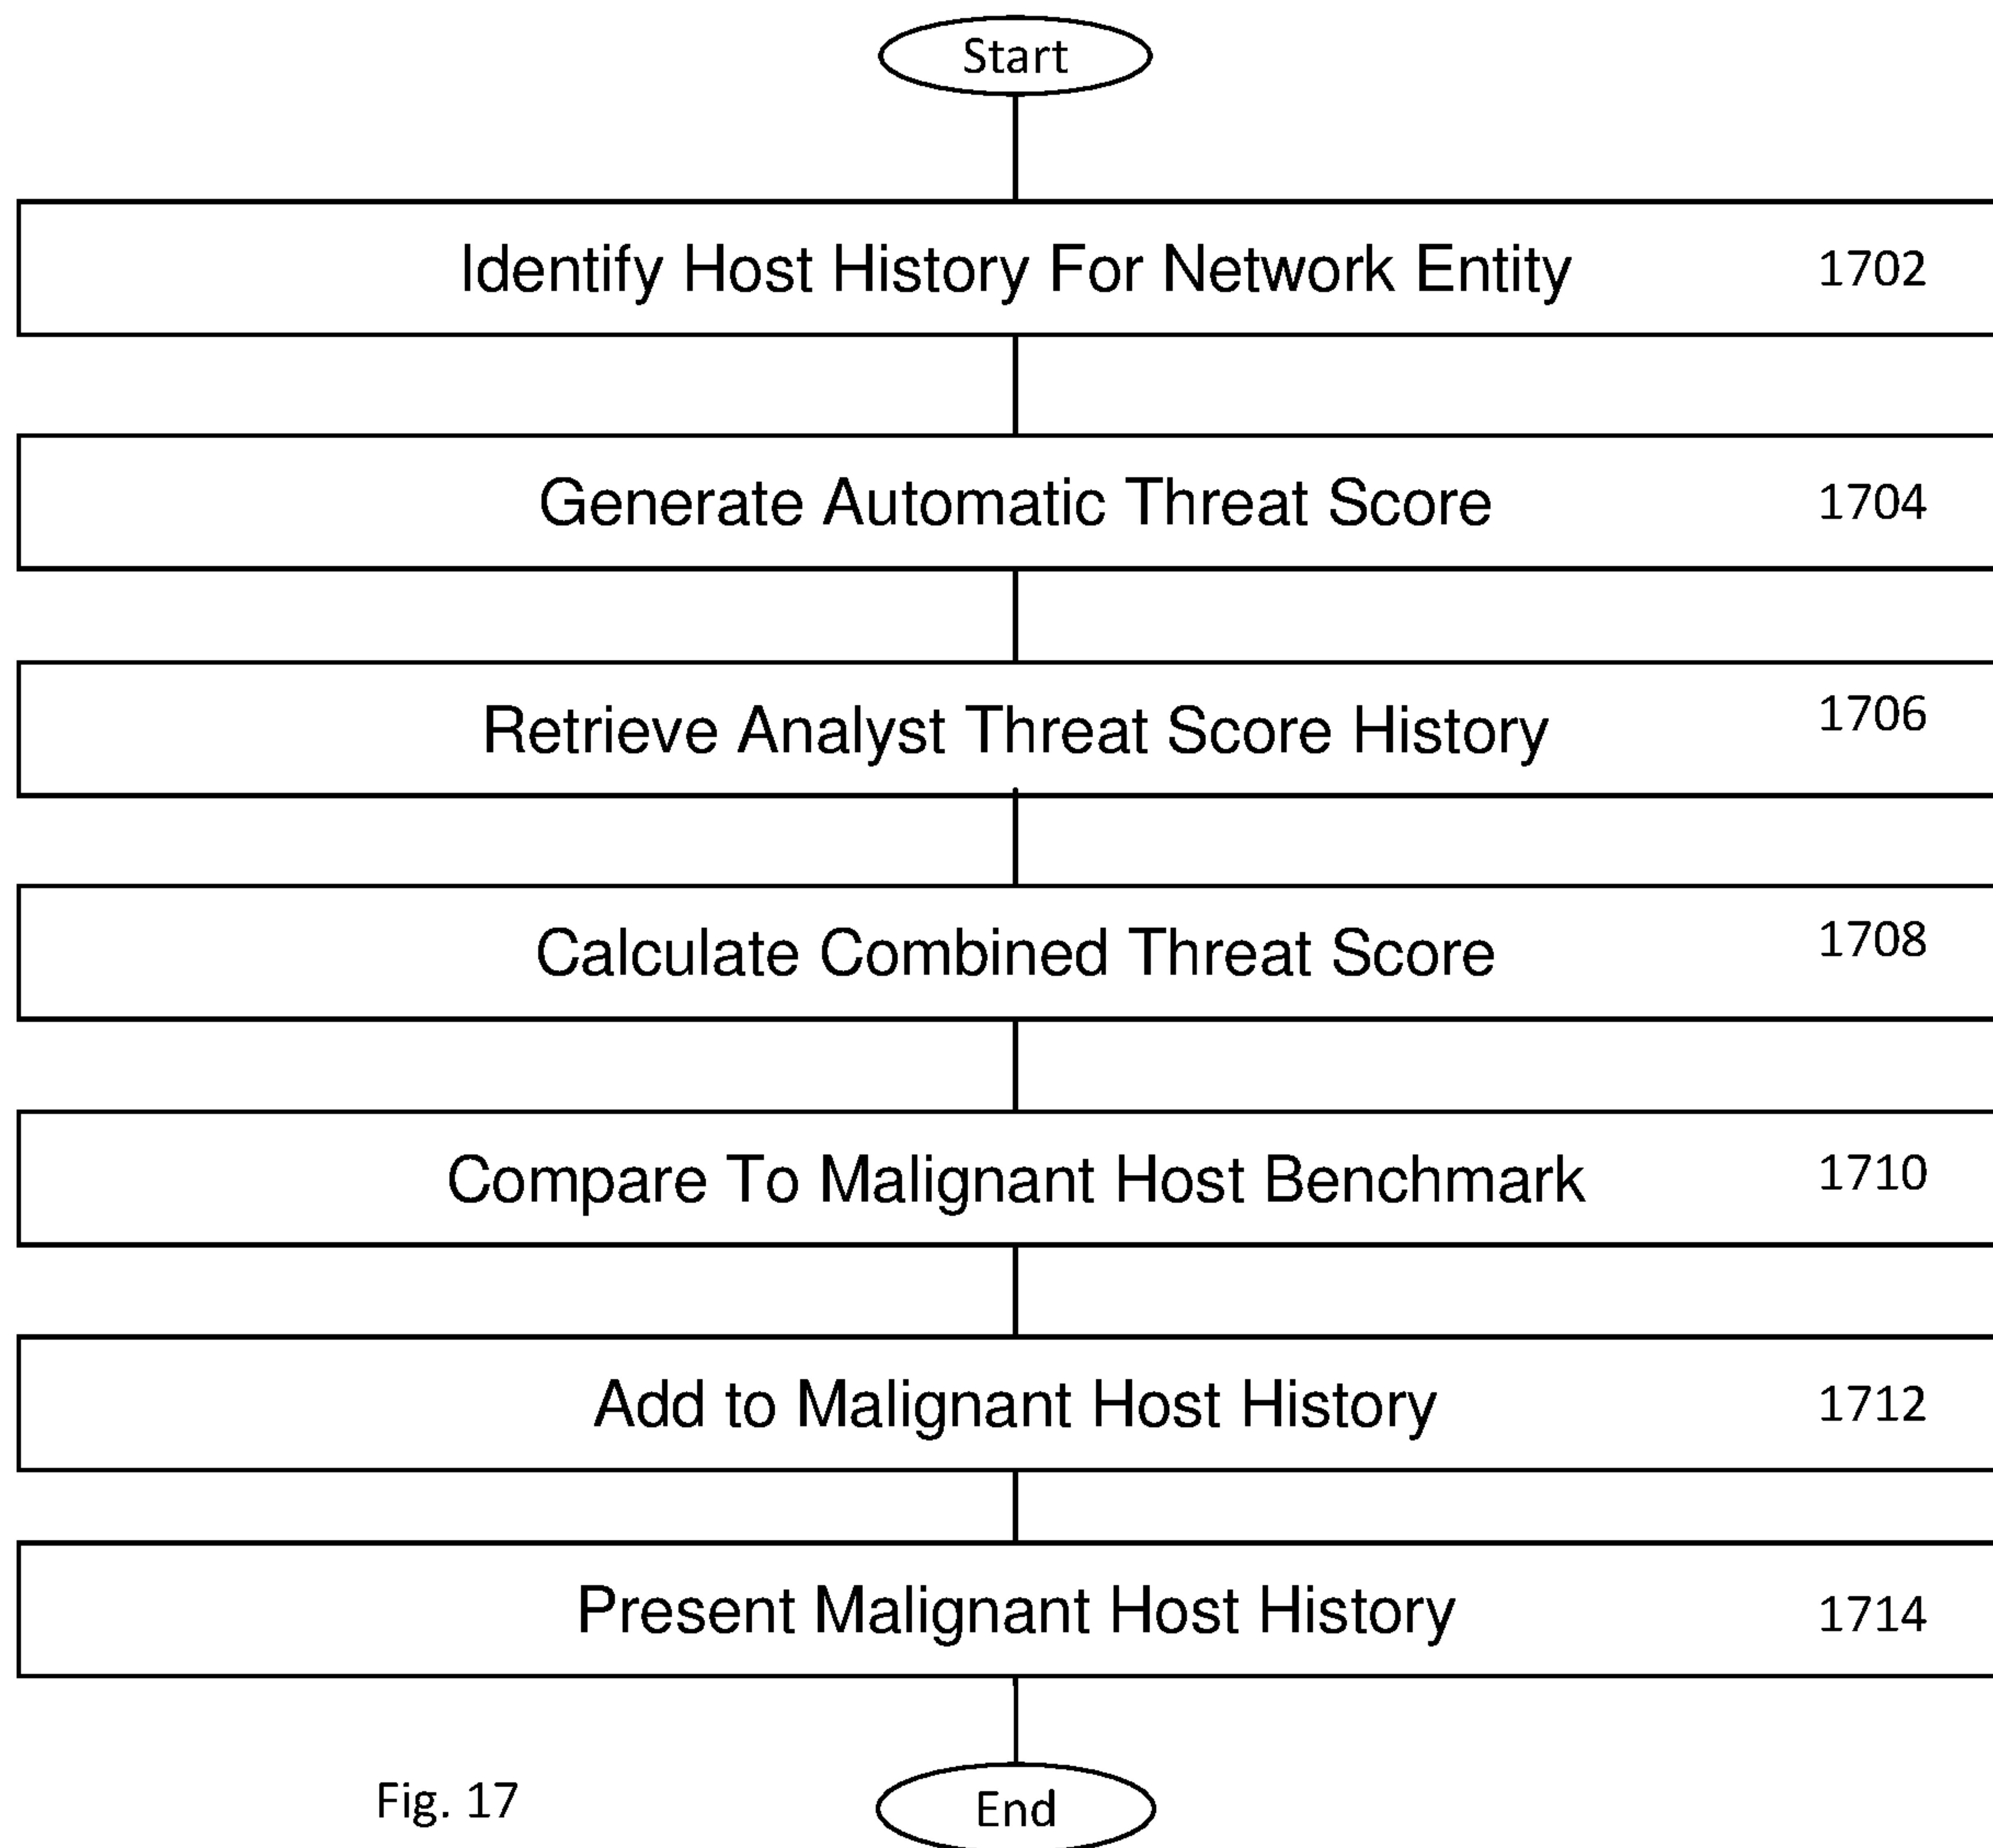 Start
Identify Host History For Network Entity 1702
Generate Automatic Threat Score 1704
Retrieve Analyst Threat Score History 1706
Calculate Combined Threat Score 1708
Compare To Malignant Host Benchmark 1710
Add to Malignant Host History 1712
Present Malignant Host History 1714
Fig. 17
End